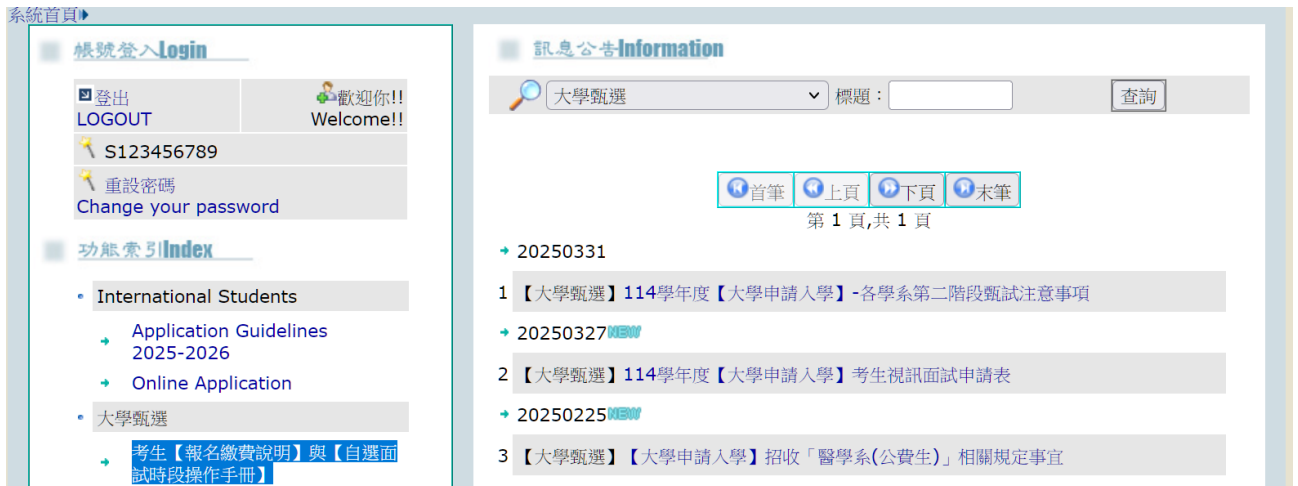 系統首頁
帳號登入Login
登出
LOGOUT
歡迎你!!
Welcome!!
S123456789
重設密碼
Change your password
功能索引Index
International Students
Application Guidelines
2025-2026
Online Application
大學甄選
考生【報名繳費說明】與【自選面
試時段操作手冊】
訊息公告Information
大學甄選 標題： 查詢
首筆 上頁 下頁 末筆
第 1 頁,共 1 頁
20250331
1 【大學甄選】114學年度【大學申請入學】-各學系第二階段甄試注意事項
20250327NEW
2 【大學甄選】114學年度【大學申請入學】考生視訊面試申請表
20250225NEW
3 【大學甄選】【大學申請入學】招收「醫學系(公費生)」相關規定事宜